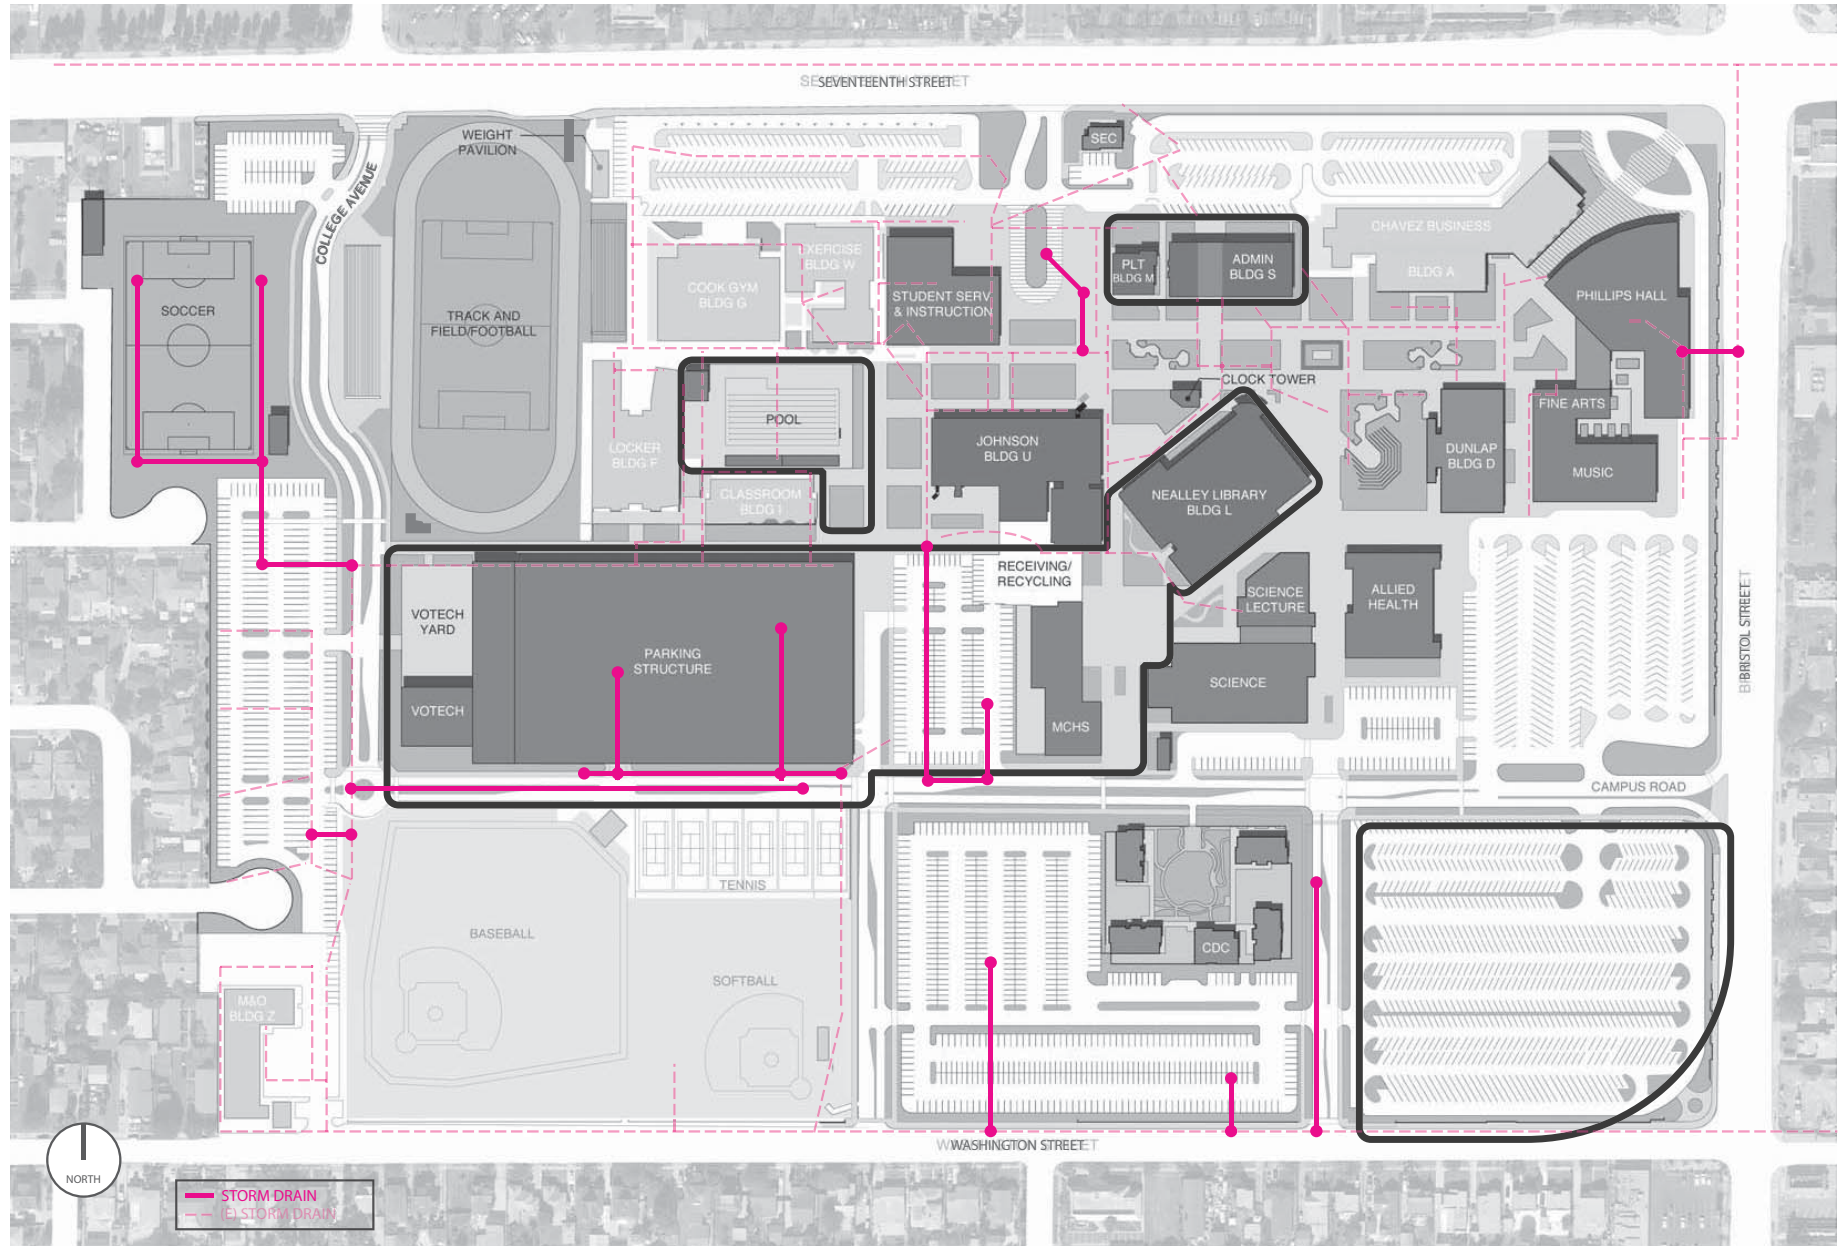 SEVENTEENTH STREET
WEIGHT
PAVILION
SEC
COLLEGE AVENUE
CHAVEZ BUSINESS
BLDG A
EXERCISE
BLDG W
COOK GYM
BLDG G
STUDENT SERV
& INSTRUCTION
PLT
BLDG M
ADMIN
BLDG S
PHILLIPS HALL
SOCCER
TRACK AND
FIELD/FOOTBALL
CLOCK TOWER
POOL
LOCKER
BLDG F
JOHNSON
BLDG U
FINE ARTS
DUNLAP
BLDG D
MUSIC
CLASSROOM
BLDG I
NEALLEY LIBRARY
BLDG L
RECEIVING/
RECYCLING
SCIENCE
LECTURE
ALLIED
HEALTH
VOTECH
YARD
PARKING
STRUCTURE
BRISTOL STREET
SCIENCE
VOTECH
MCHS
CAMPUS ROAD
TENNIS
BASEBALL
CDC
SOFTBALL
M&O
BLDG Z
WASHINGTON STREET
NORTH
STORM DRAIN
(E) STORM DRAIN